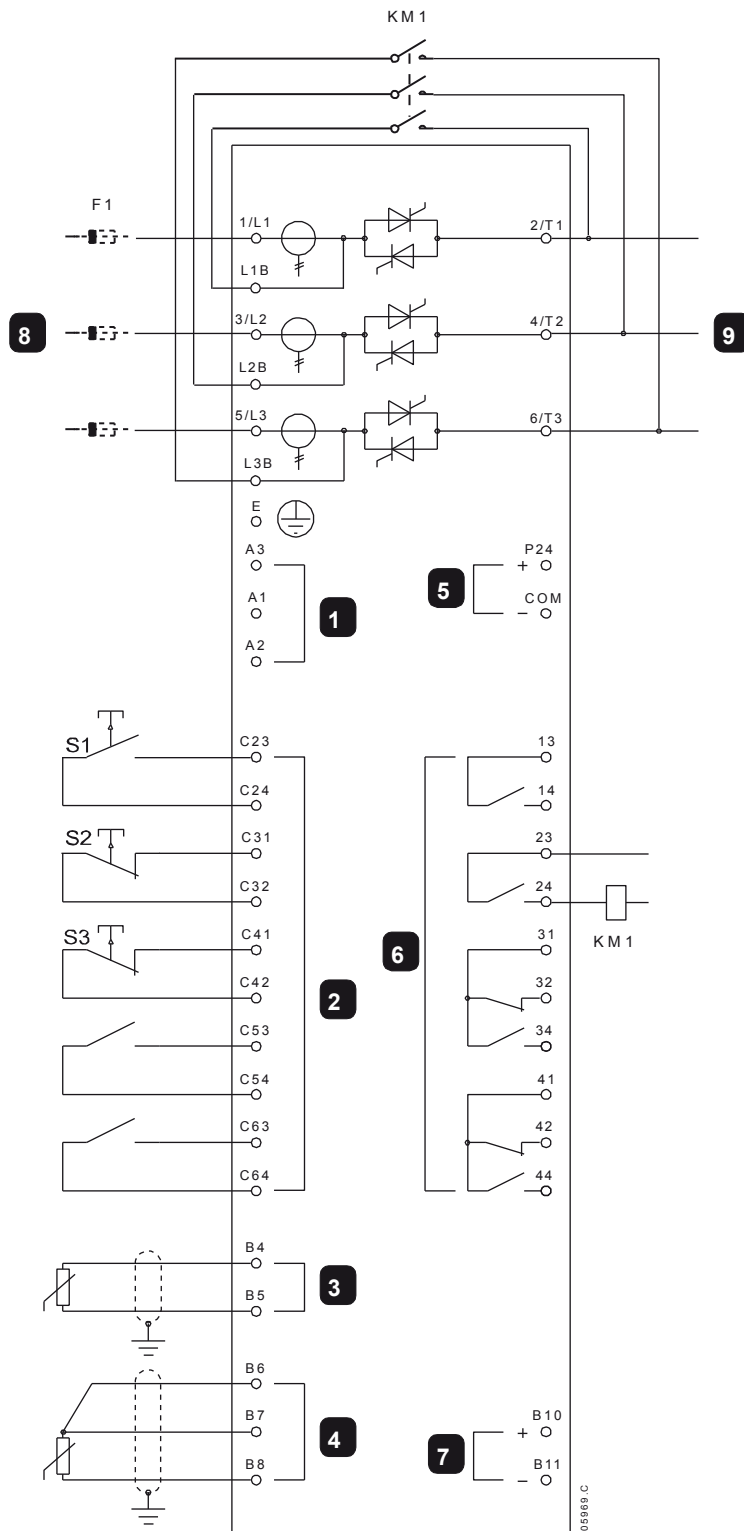 KM1
F1
1/L1
2/T1
L1B
8
3/L2
4/T2
9
L2B
5/L3
6/T3
L3B
E
A3
P24
+
5
1
A1
COM
-
A2
S1
C23
13
C24
14
S2
C31
23
C32
24
KM1
S3
C41
31
6
2
C42
32
C53
34
C54
41
C63
42
C64
44
B4
3
B5
B6
B7
B10
+
4
7
B8
B11
-
05969.C